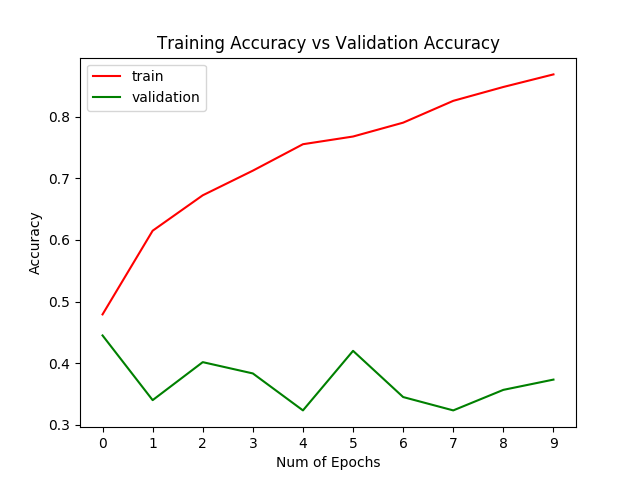 Training Accuracy vs Validation Accuracy
train
validation
0.8
0.7
0.6
0.5
0.4
0.3
Accuracy
0 1 2 3 4 5 6 7 8 9
Num of Epochs